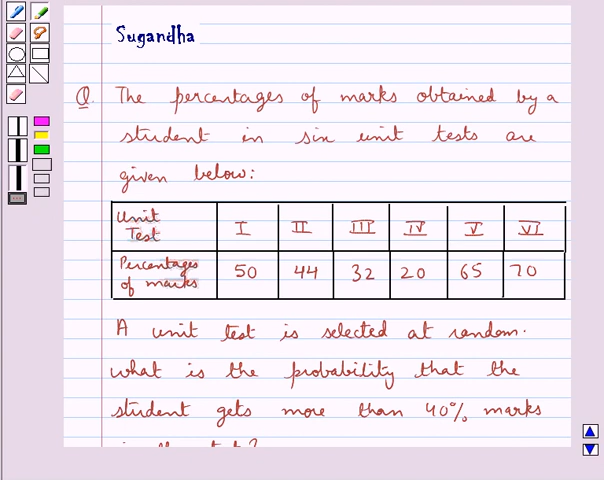 Sugandha
Q. The percentages of marks obtained by a
student in six unit tests are
given below:
Unit Test I II III IV V VI
Percentages of marks 50 44 32 20 65 70
A unit test is selected at random.
what is the probability that the
student gets more than 40% marks